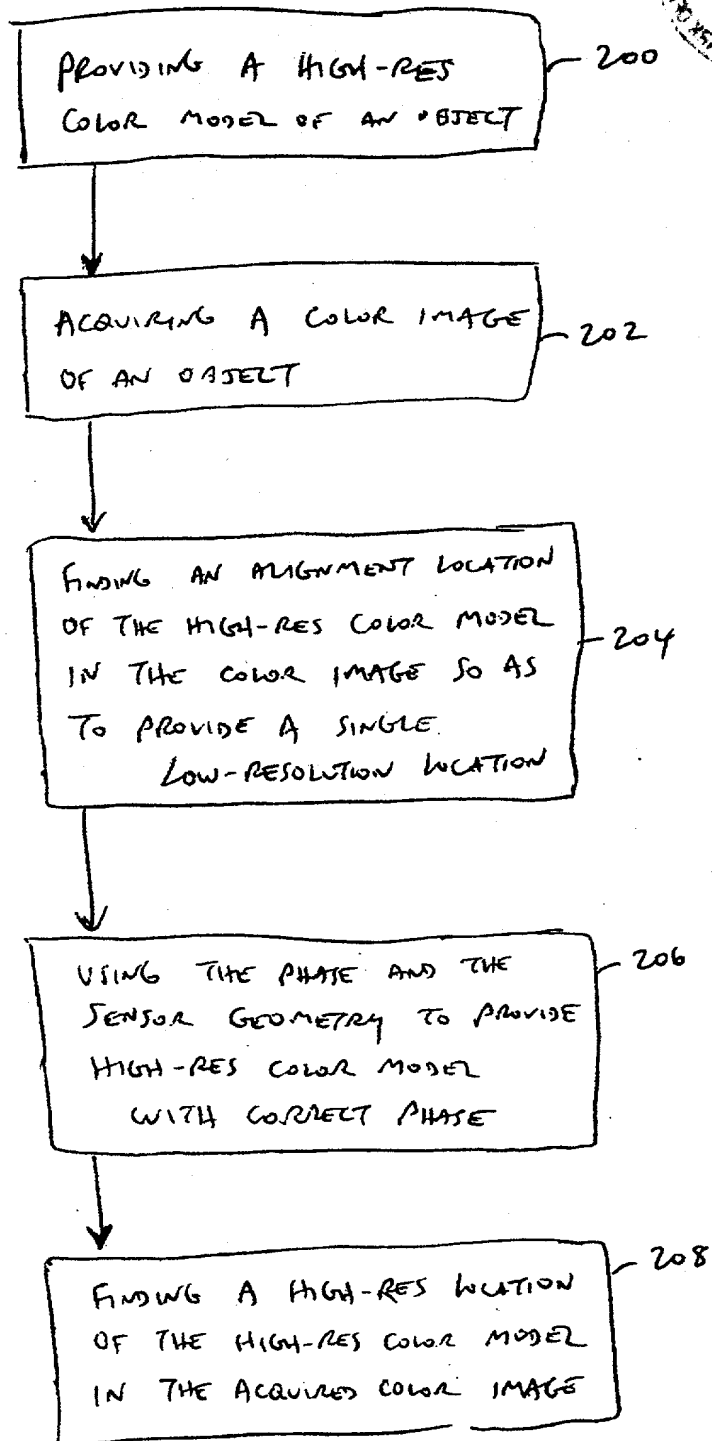 PROVIDING A HIGH-RES
COLOR MODEL OF AN OBJECT
200
ACQUIRING A COLOR IMAGE
OF AN OBJECT
202
FINDING AN ALIGNMENT LOCATION
OF THE HIGH-RES COLOR MODEL
IN THE COLOR IMAGE SO AS
TO PROVIDE A SINGLE
LOW-RESOLUTION LOCATION
204
USING THE PHASE AND THE
SENSOR GEOMETRY TO PROVIDE
HIGH-RES COLOR MODEL
WITH CORRECT PHASE
206
FINDING A HIGH-RES LOCATION
OF THE HIGH-RES COLOR MODEL
IN THE ACQUIRED COLOR IMAGE
208